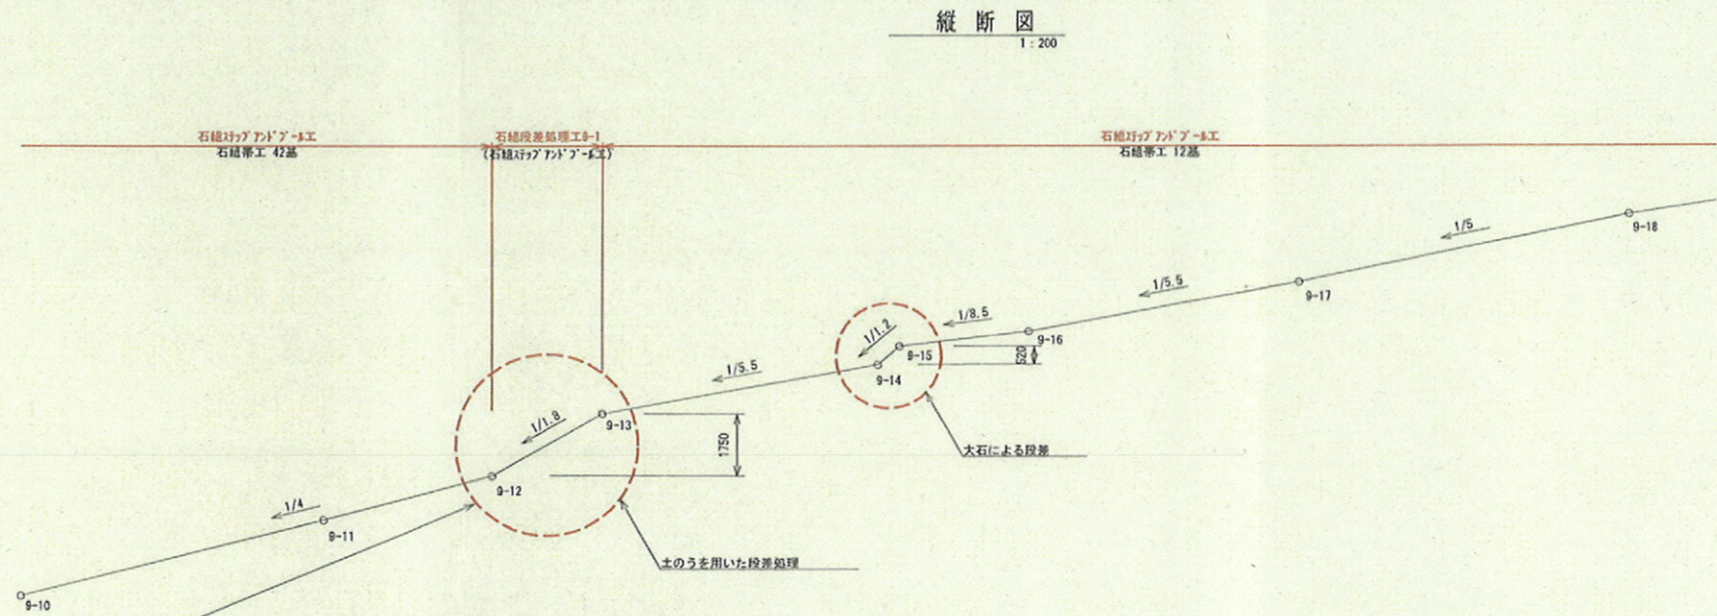 縦断図
1:200
石組ｽﾃｯﾌﾟｱﾝﾄﾞﾌﾟｰﾙ工
石組帯工 42基
石組段差処理工9-1
(石組ｽﾃｯﾌﾟｱﾝﾄﾞﾌﾟｰﾙ工)
石組ｽﾃｯﾌﾟｱﾝﾄﾞﾌﾟｰﾙ工
石組帯工 12基
1/5
9-18
1/5.5
9-17
1/8.5
9-16
1/1.2
9-15
520
9-14
1/5.5
大石による段差
1/1.8
9-13
1750
9-12
1/4
9-11
土のうを用いた段差処理
9-10